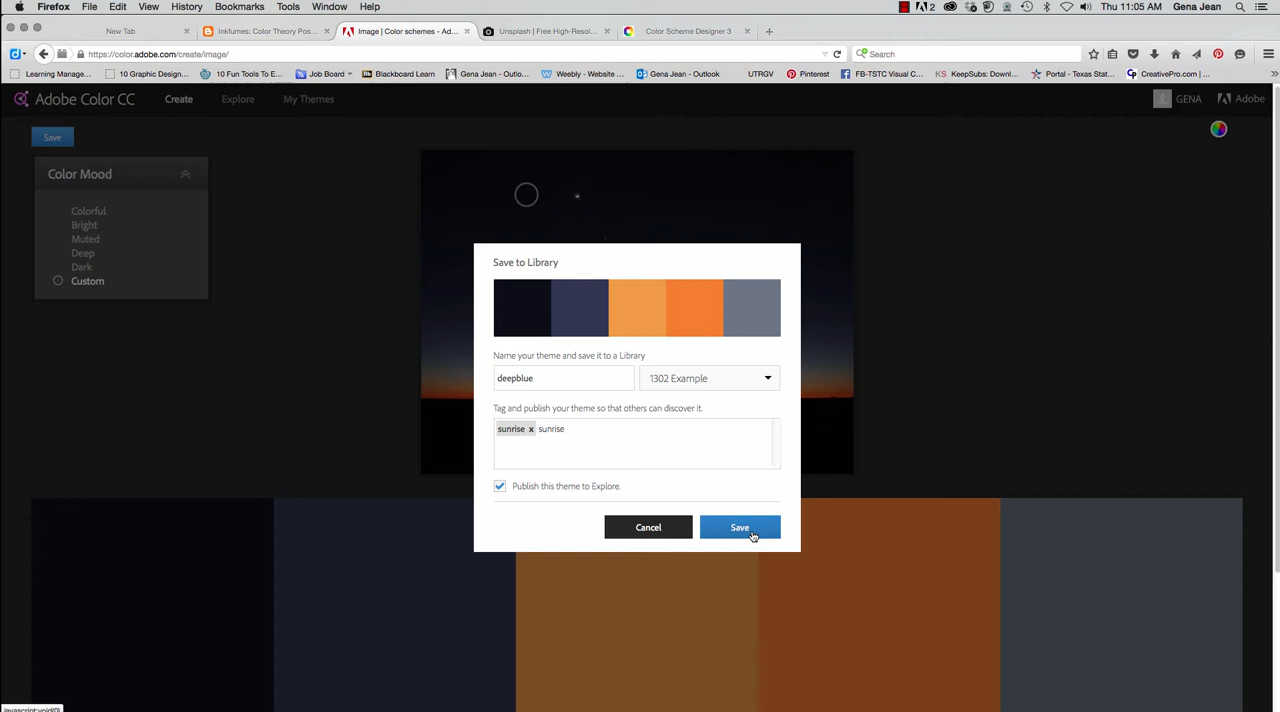 Firefox File Edit View History Bookmarks Tools Window Help 2 Thu 11:05 AM Gena Jean
New Tab × Inkfumes: Color Theory Pos... × Image | Color schemes - Ad... × Unsplash | Free High-Resol... × Color Scheme Designer 3 × +
https://color.adobe.com/create/image/ Search
Learning Manage... 10 Graphic Design... 10 Fun Tools To E... Job Board Blackboard Learn Gena Jean - Outlo... Weebly - Website ... Gena Jean - Outlook UTRGV Pinterest FB-TSTC Visual C... KS KeepSubs: Downl... Portal - Texas Stat... CreativePro.com | ...
Adobe Color CC Create Explore My Themes GENA Adobe
Save
Color Mood
Colorful
Bright
Muted
Deep
Dark
Custom
Save to Library
Name your theme and save it to a Library
deepblue 1302 Example
Tag and publish your theme so that others can discover it.
sunrise x sunrise
Publish this theme to Explore.
Cancel Save
javascript:void(0)